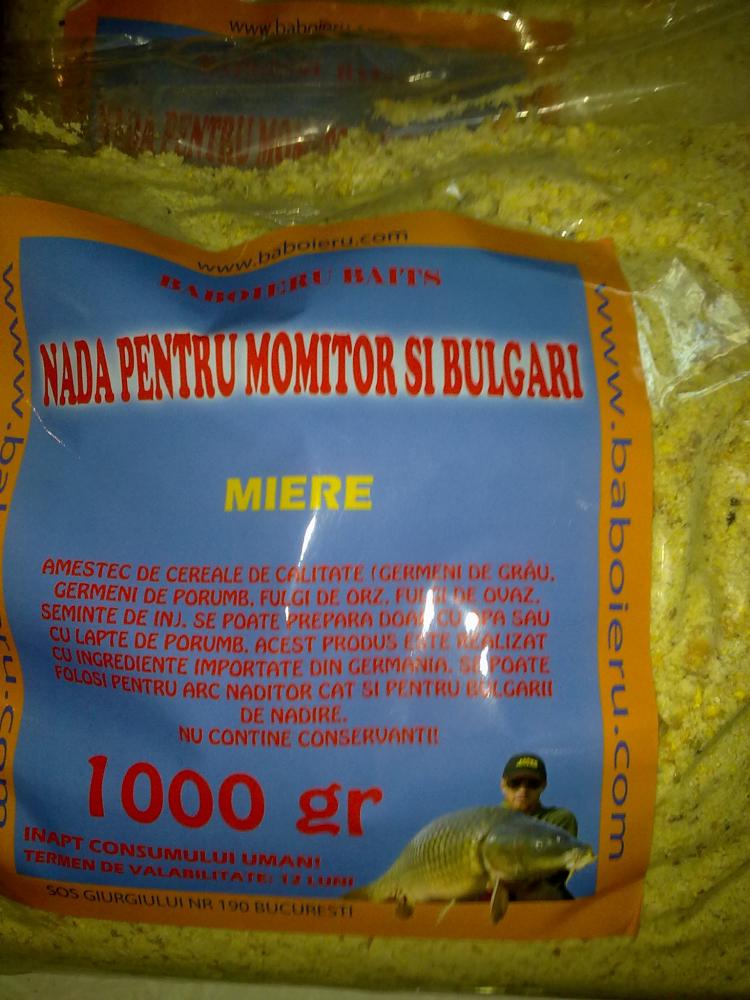 www.baboieru
NADA PENTRU
www.baboieru.com
BABOIERU BAITS
NADA PENTRU MOMITOR SI BULGARI
MIERE
AMESTEC DE CEREALE DE CALITATE (GERMENI DE GRÂU,
GERMENI DE PORUMB, FULGI DE ORZ, FULGI DE OVAZ,
SEMINTE DE IN). SE POATE PREPARA DOAR CU APA SAU
CU LAPTE DE PORUMB. ACEST PRODUS ESTE REALIZAT
CU INGREDIENTE IMPORTATE DIN GERMANIA. SE POATE
FOLOSI PENTRU ARC NADITOR CAT SI PENTRU BULGARII
DE NADIRE.
NU CONTINE CONSERVANTI!
1000 gr
INAPT CONSUMULUI UMAN!
TERMEN DE VALABILITATE: 12 LUNI
SOS GIURGIULUI NR 190 BUCURESTI
www.baboieru.com